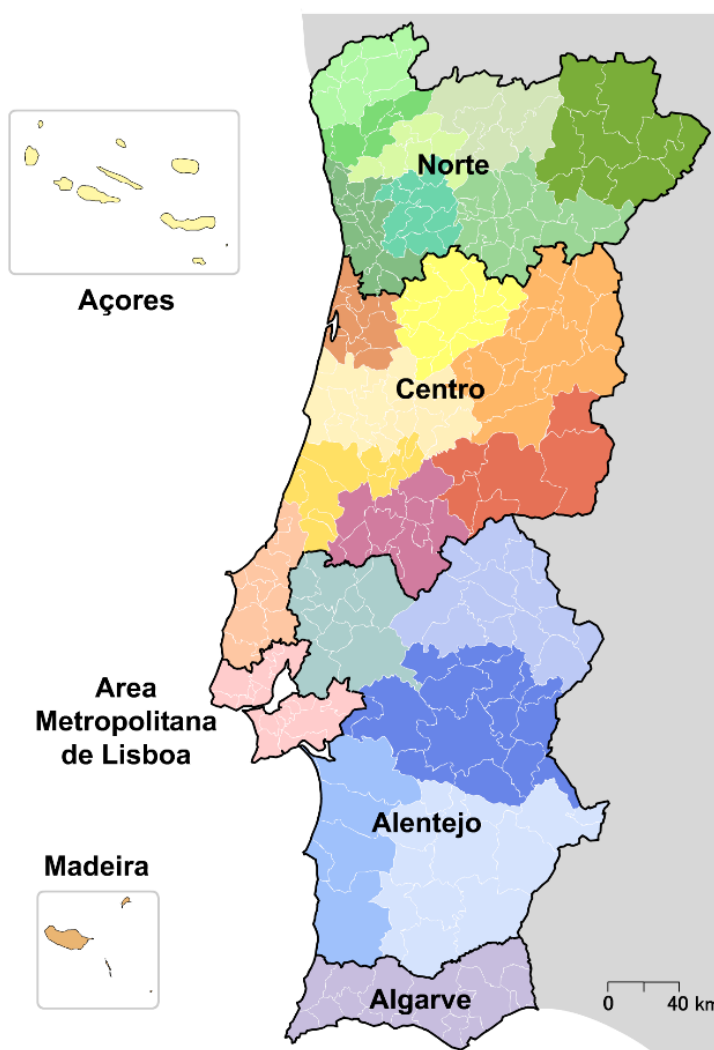 Norte
Açores
Centro
Area
Metropolitana
de Lisboa
Alentejo
Madeira
Algarve
0 40 km